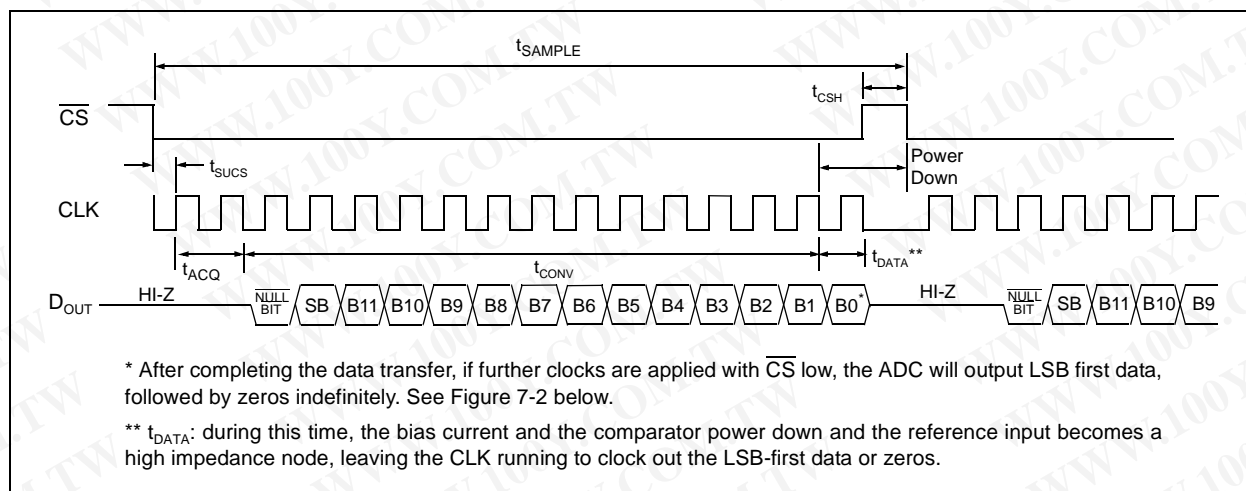 WWW.100Y.COM.TW
tSAMPLE
tCSH
CS
tSUCS
Power
Down
CLK
tACQ
tCONV
tDATA**
DOUT
HI-Z
NULL
BIT
SB
B11
B10
B9
B8
B7
B6
B5
B4
B3
B2
B1
B0*
HI-Z
NULL
BIT
SB
B11
B10
B9
* After completing the data transfer, if further clocks are applied with CS low, the ADC will output LSB first data,
followed by zeros indefinitely. See Figure 7-2 below.
** tDATA: during this time, the bias current and the comparator power down and the reference input becomes a
high impedance node, leaving the CLK running to clock out the LSB-first data or zeros.